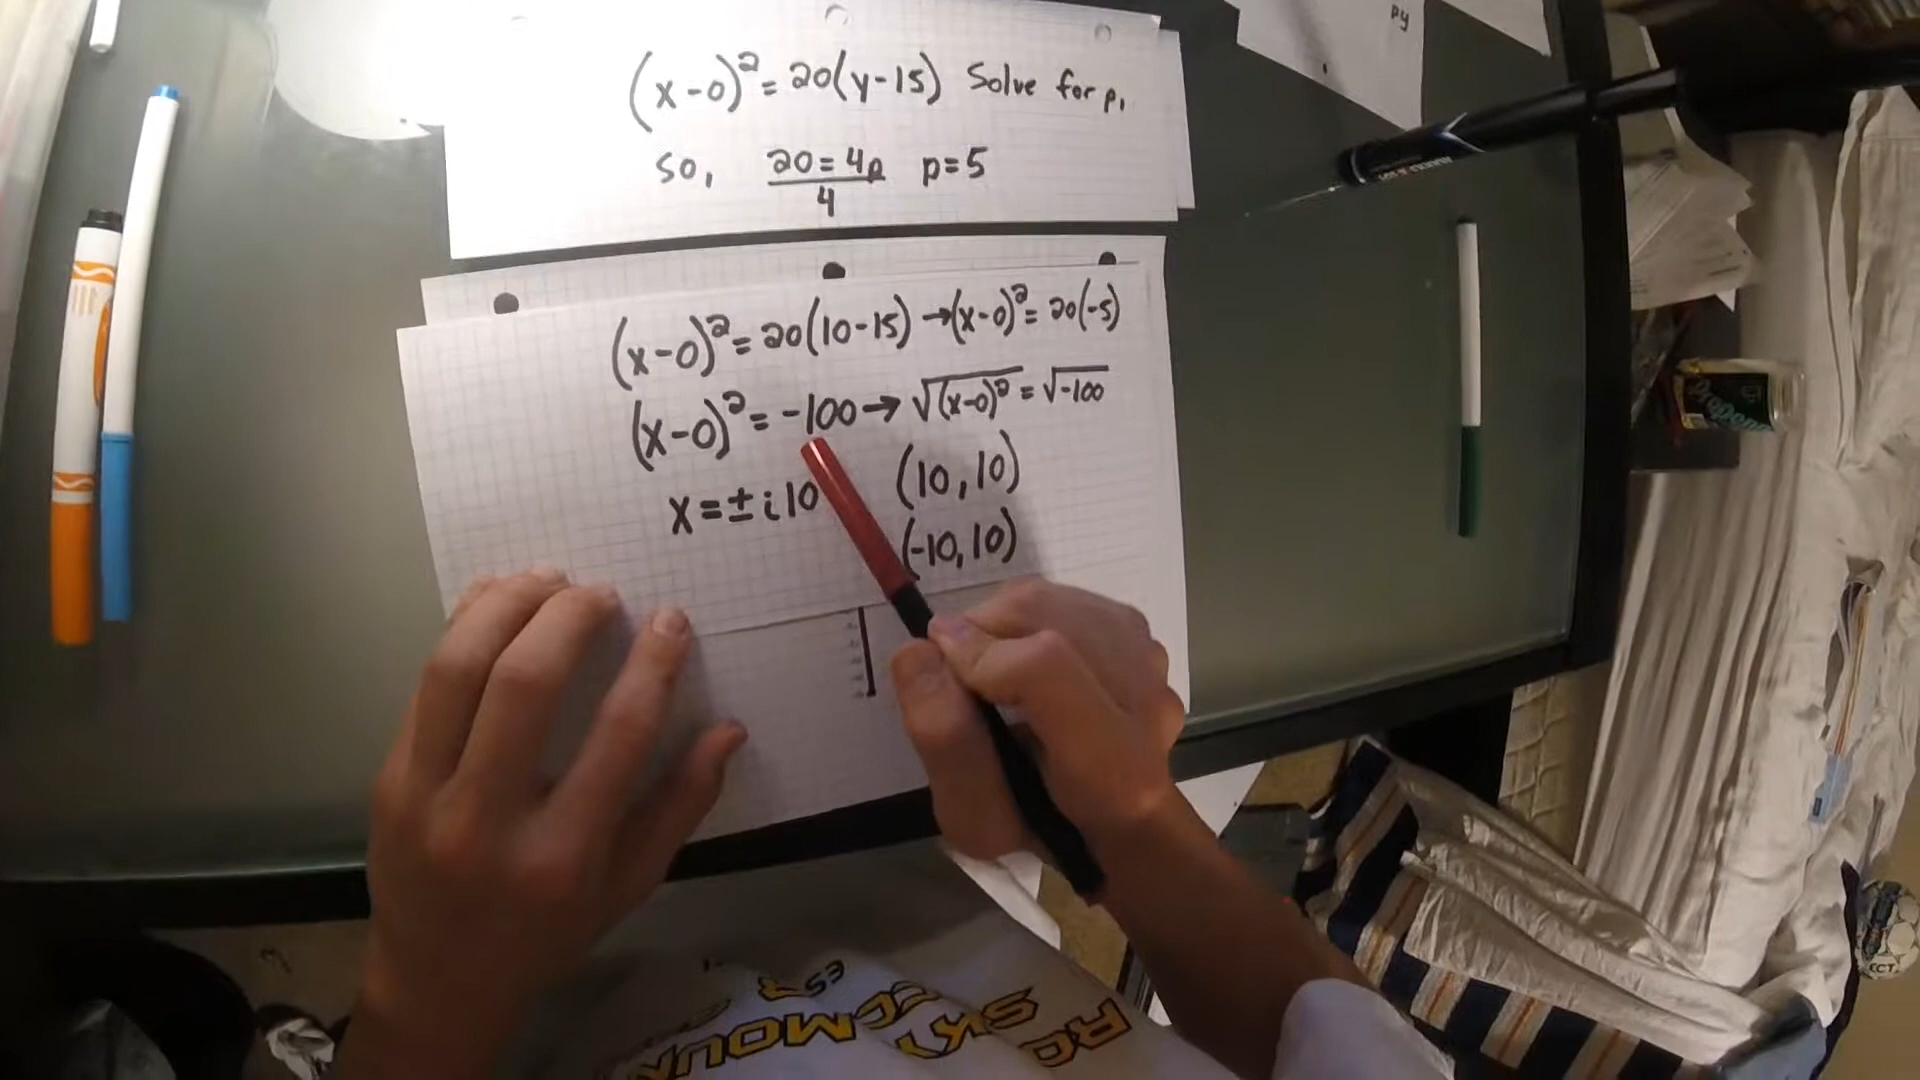 (x-0)²=20(y-15) Solve for p,
so, 20=4p/4 p=5
(x-0)²=20(10-15)→(x-0)²=20(-5)
(x-0)²=-100→√(x-0)²=√-100
x=±i10 (10,10)
(-10,10)
py